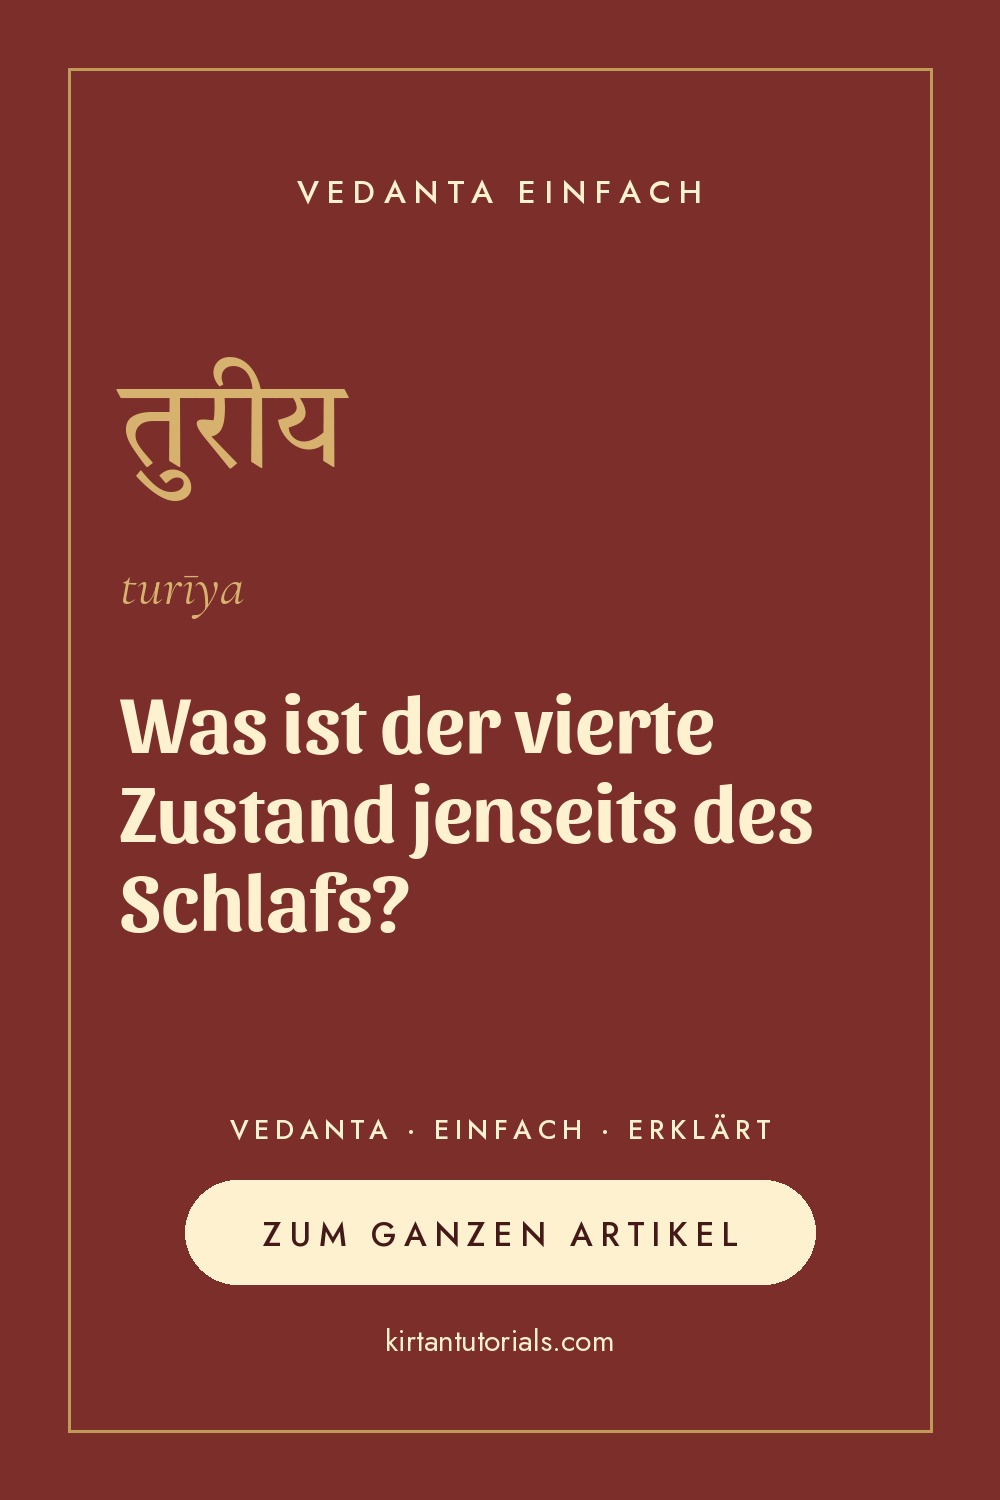 VEDANTA EINFACH
तुरीय
turīya
Was ist der vierte
Zustand jenseits des
Schlafs?
VEDANTA · EINFACH · ERKLÄRT
ZUM GANZEN ARTIKEL
kirtantutorials.com